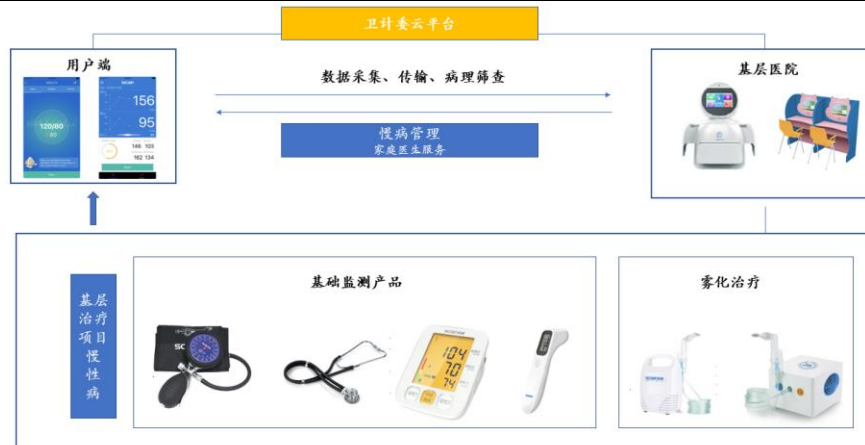 卫计委云平台
用户端
120/80
80
156
95
146 103
162 134
数据采集、传输、病理筛查
慢病管理
家庭医生服务
基层医院
基层
治疗
项目
慢
性
病
基础监测产品
104
70
74
雾化治疗